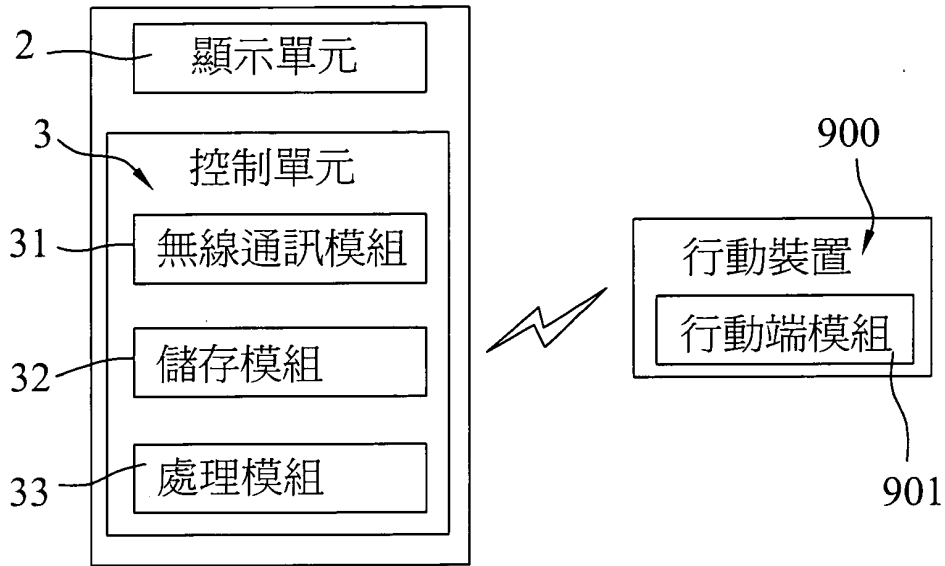 2
顯示單元
3
控制單元
31
無線通訊模組
32
儲存模組
33
處理模組
900
行動裝置
行動端模組
901